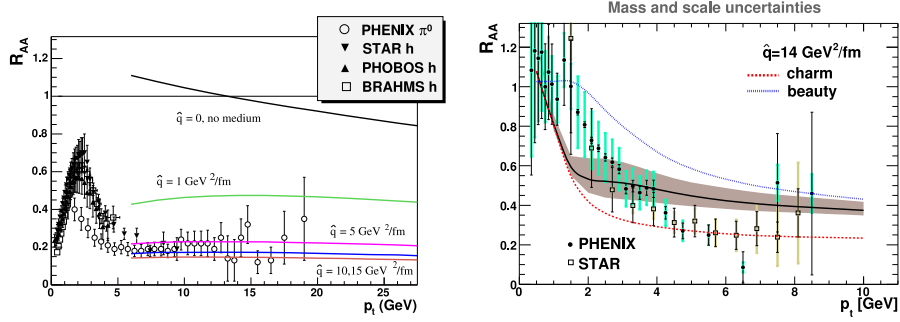 Mass and scale uncertainties
R_AA
PHENIX π⁰
STAR h
PHOBOS h
BRAHMS h
q̂ = 0, no medium
q̂ = 1 GeV ²/fm
q̂ = 5 GeV ²/fm
q̂ = 10,15 GeV ²/fm
1.2
1
0.8
0.6
0.4
0.2
0
0 5 10 15 20 25
p_t (GeV)
R_AA
q̂=14 GeV²/fm
charm
beauty
PHENIX
STAR
1.2
1
0.8
0.6
0.4
0.2
0
0 2 4 6 8 10
p_t [GeV]